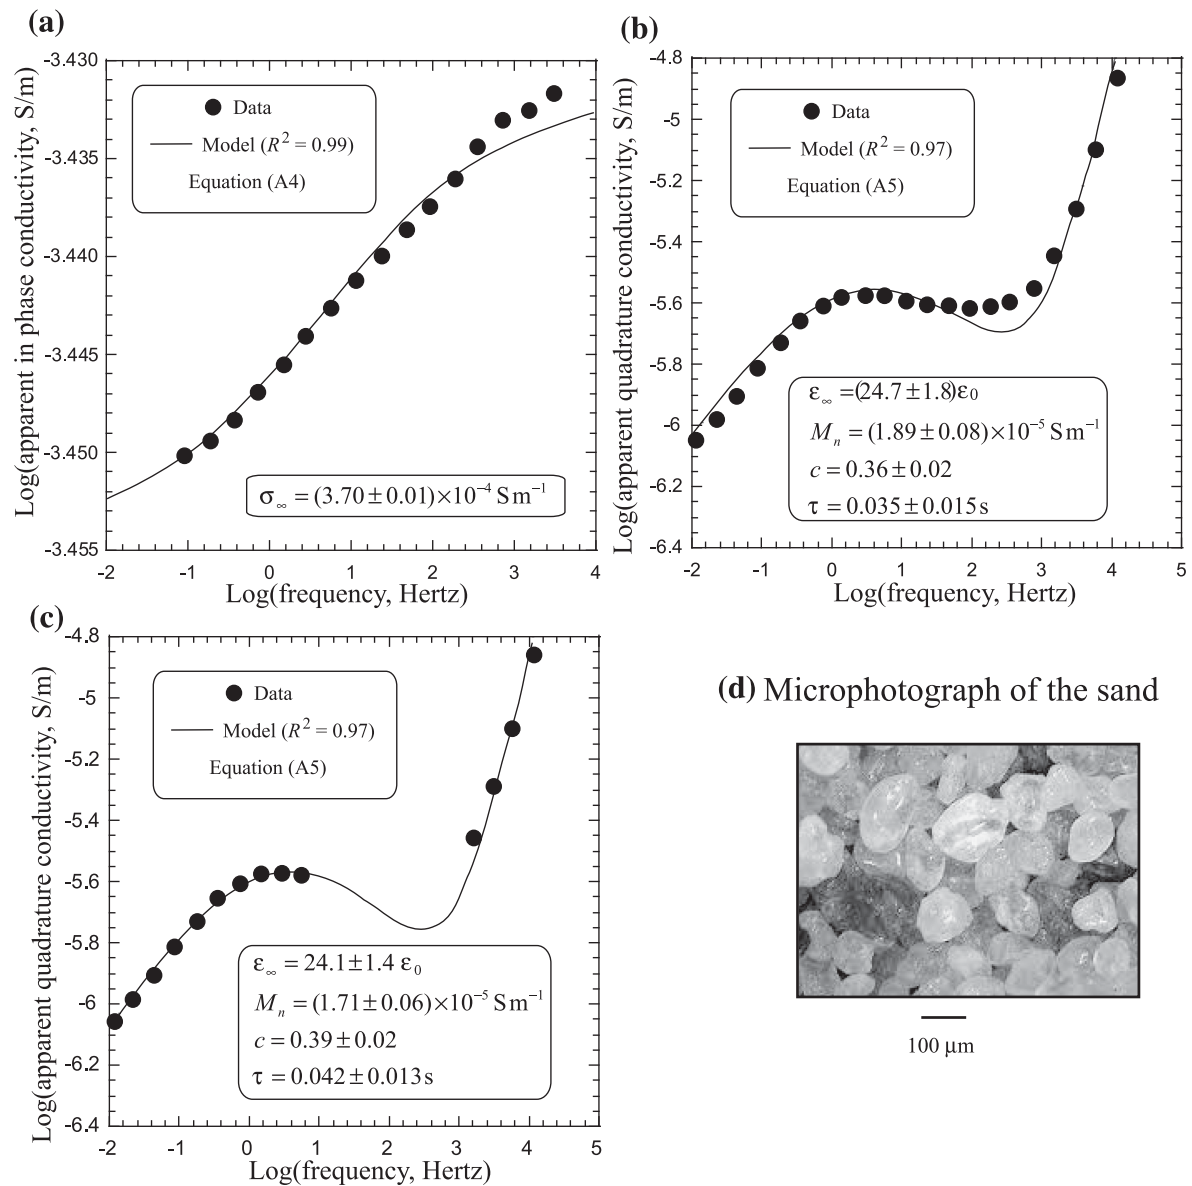 (a)
-3.430
-3.435
-3.440
-3.445
-3.450
-3.455
Log(apparent in phase conductivity, S/m)
Data
Model (R² = 0.99)
Equation (A4)
σ∞ = (3.70±0.01)×10⁻⁴ S m⁻¹
-2 -1 0 1 2 3 4
Log(frequency, Hertz)
(b)
-4.8
-5
-5.2
-5.4
-5.6
-5.8
-6
-6.2
-6.4
Log(apparent quadrature conductivity, S/m)
Data
Model (R² = 0.97)
Equation (A5)
ε∞ =(24.7±1.8)ε₀
Mₙ = (1.89±0.08)×10⁻⁵ S m⁻¹
c = 0.36±0.02
τ = 0.035±0.015s
-2 -1 0 1 2 3 4 5
Log(frequency, Hertz)
(c)
-4.8
-5
-5.2
-5.4
-5.6
-5.8
-6
-6.2
-6.4
Log(apparent quadrature conductivity, S/m)
Data
Model (R² = 0.97)
Equation (A5)
ε∞ = 24.1±1.4 ε₀
Mₙ = (1.71±0.06)×10⁻⁵ S m⁻¹
c = 0.39±0.02
τ = 0.042±0.013s
-2 -1 0 1 2 3 4 5
Log(frequency, Hertz)
(d) Microphotograph of the sand
100 μm